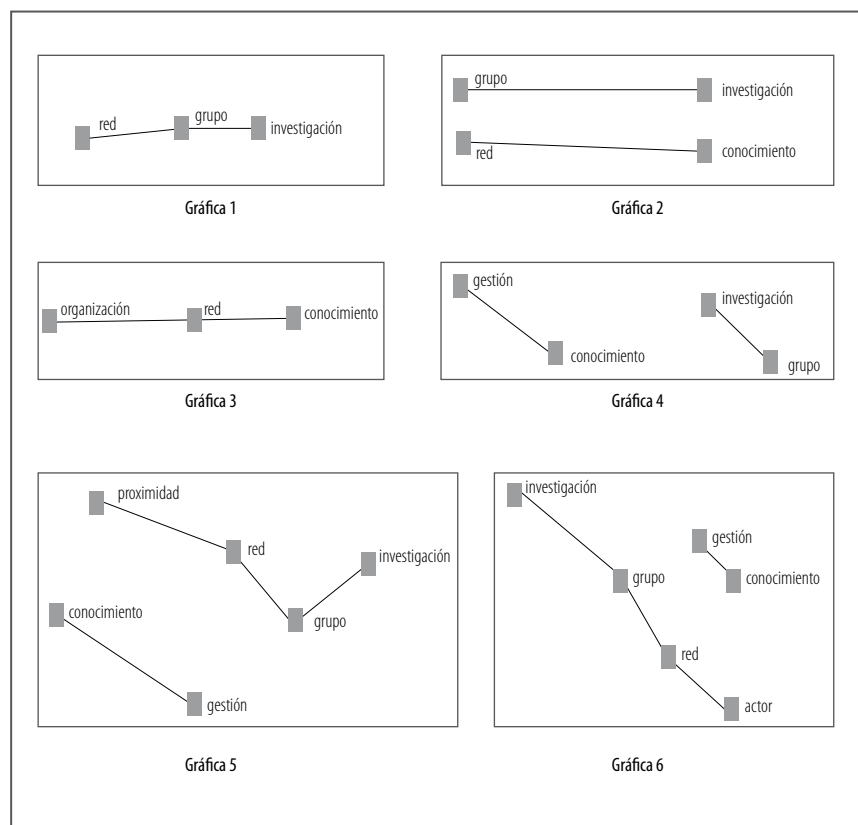 red
grupo
investigación
Gráfica 1
grupo
investigación
red
conocimiento
Gráfica 2
organización
red
conocimiento
Gráfica 3
gestión
investigación
conocimiento
grupo
Gráfica 4
proximidad
red
investigación
conocimiento
grupo
gestión
Gráfica 5
investigación
gestión
grupo
conocimiento
red
actor
Gráfica 6